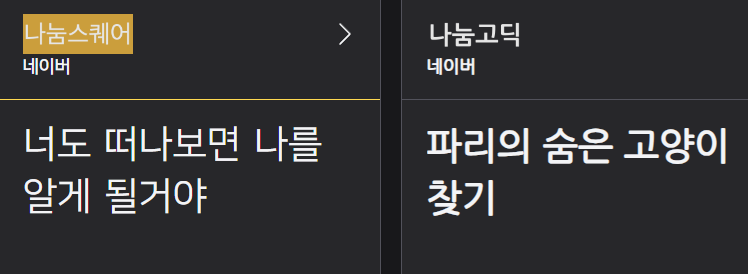 나눔스퀘어
네이버
너도 떠나보면 나를
알게 될거야
나눔고딕
네이버
파리의 숨은 고양이
찾기